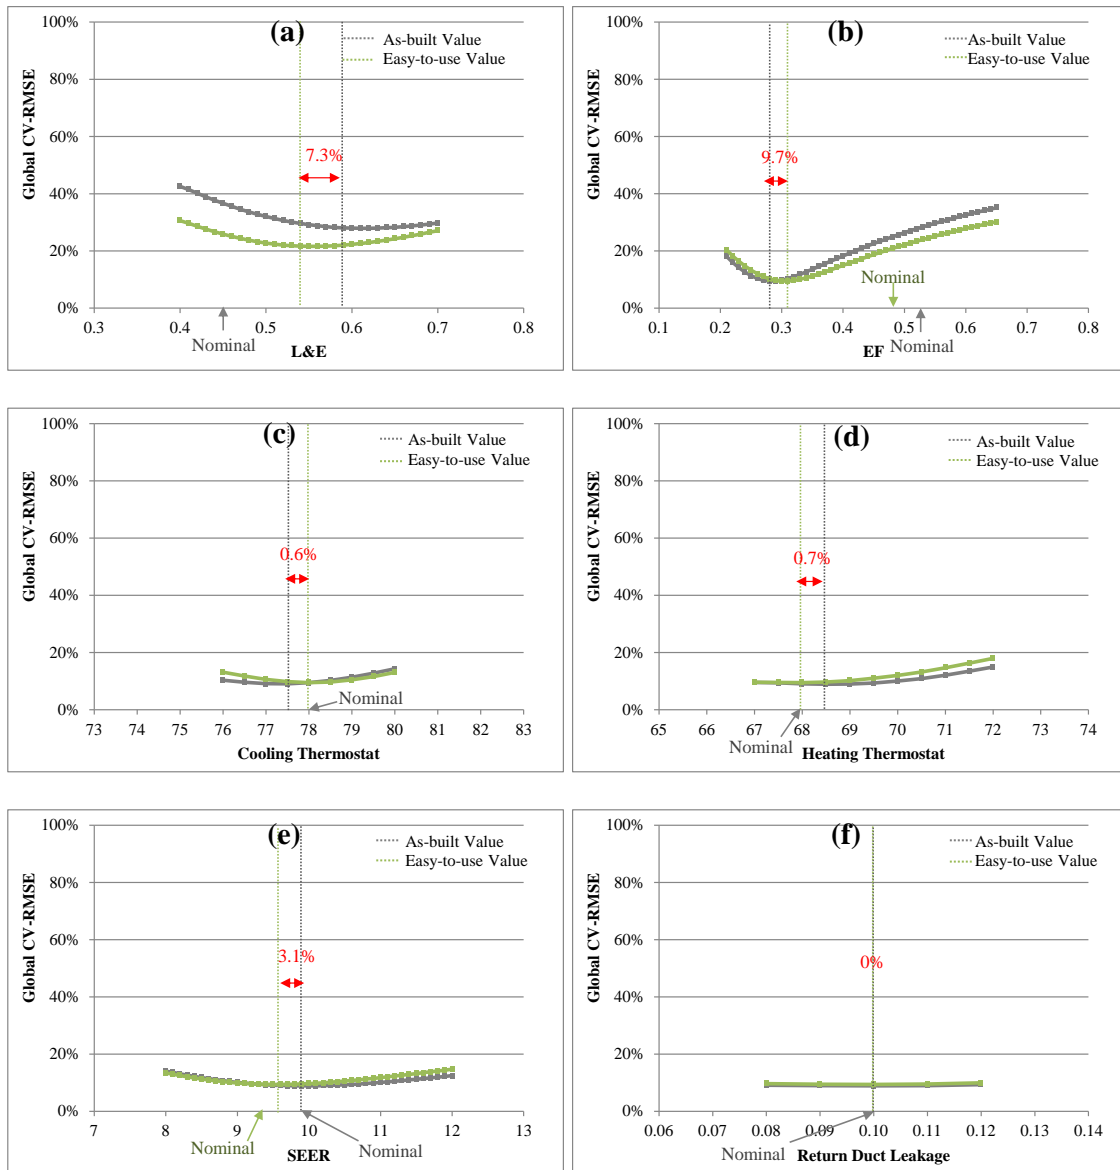 (a)
As-built Value
Easy-to-use Value
Global CV-RMSE
100%
80%
60%
40%
20%
0%
7.3%
0.3 0.4 0.5 0.6 0.7 0.8
Nominal
L&E
(b)
As-built Value
Easy-to-use Value
Global CV-RMSE
100%
80%
60%
40%
20%
0%
9.7%
Nominal
0.1 0.2 0.3 0.4 0.5 0.6 0.7 0.8
EF
Nominal
(c)
As-built Value
Easy-to-use Value
Global CV-RMSE
100%
80%
60%
40%
20%
0%
0.6%
Nominal
73 74 75 76 77 78 79 80 81 82 83
Cooling Thermostat
(d)
As-built Value
Easy-to-use Value
Global CV-RMSE
100%
80%
60%
40%
20%
0%
0.7%
65 66 67 68 69 70 71 72 73 74
Nominal
Heating Thermostat
(e)
As-built Value
Easy-to-use Value
Global CV-RMSE
100%
80%
60%
40%
20%
0%
3.1%
7 8 9 10 11 12 13
Nominal
SEER
Nominal
(f)
As-built Value
Easy-to-use Value
Global CV-RMSE
100%
80%
60%
40%
20%
0%
0%
0.06 0.07 0.08 0.09 0.10 0.11 0.12 0.13 0.14
Nominal
Return Duct Leakage